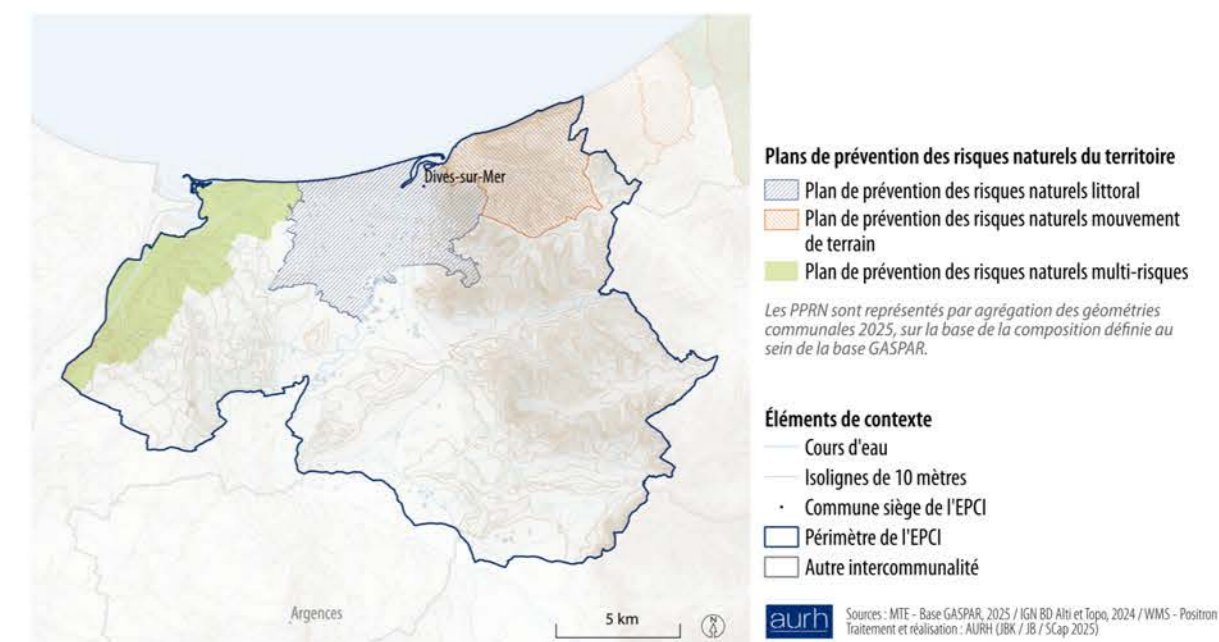 Dives-sur-Mer
Argences
5 km
N
Plans de prévention des risques naturels du territoire
Plan de prévention des risques naturels littoral
Plan de prévention des risques naturels mouvement
de terrain
Plan de prévention des risques naturels multi-risques
Les PPRN sont représentés par agrégation des géométries
communales 2025, sur la base de la composition définie au
sein de la base GASPAR.
Éléments de contexte
Cours d'eau
Isolignes de 10 mètres
Commune siège de l'EPCI
Périmètre de l'EPCI
Autre intercommunalité
aurh
Sources : MTE - Base GASPAR, 2025 / IGN BD Alti et Topo, 2024 / WMS - Positron
Traitement et réalisation : AURH (JBK / JB / SCap 2025)